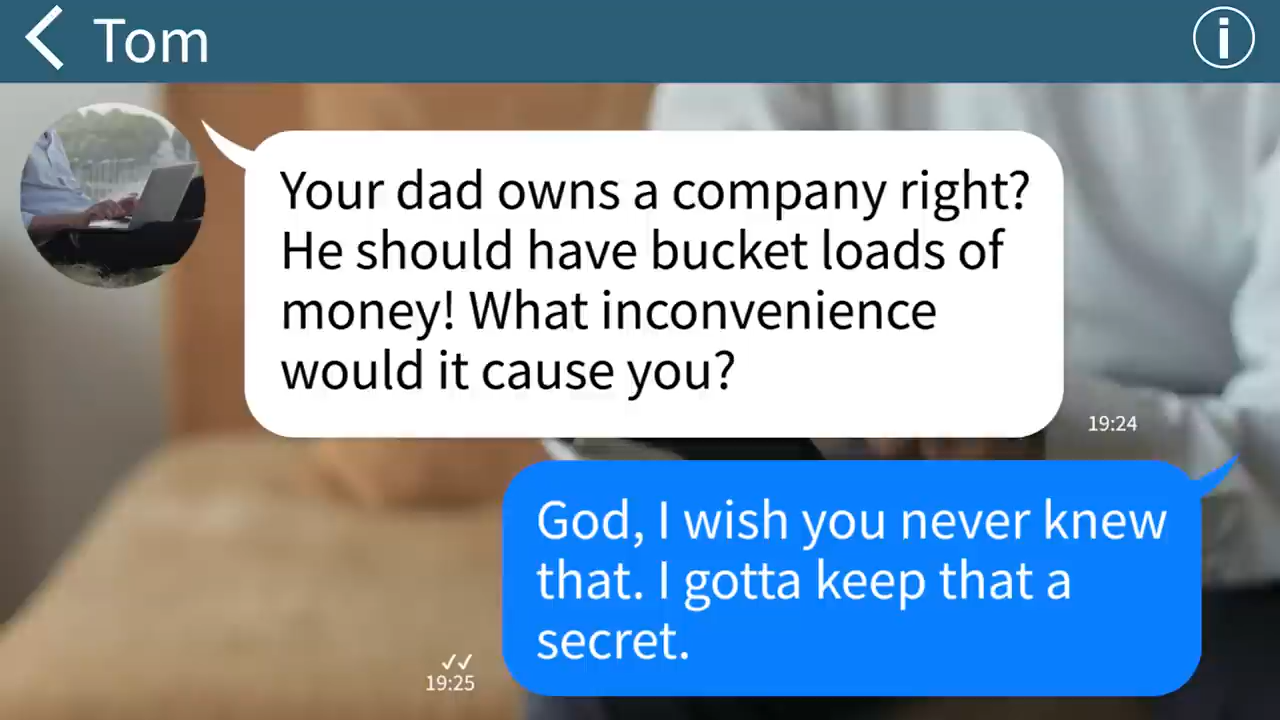 Tom
Your dad owns a company right?
He should have bucket loads of
money! What inconvenience
would it cause you?
19:24
God, I wish you never knew
that. I gotta keep that a
secret.
19:25